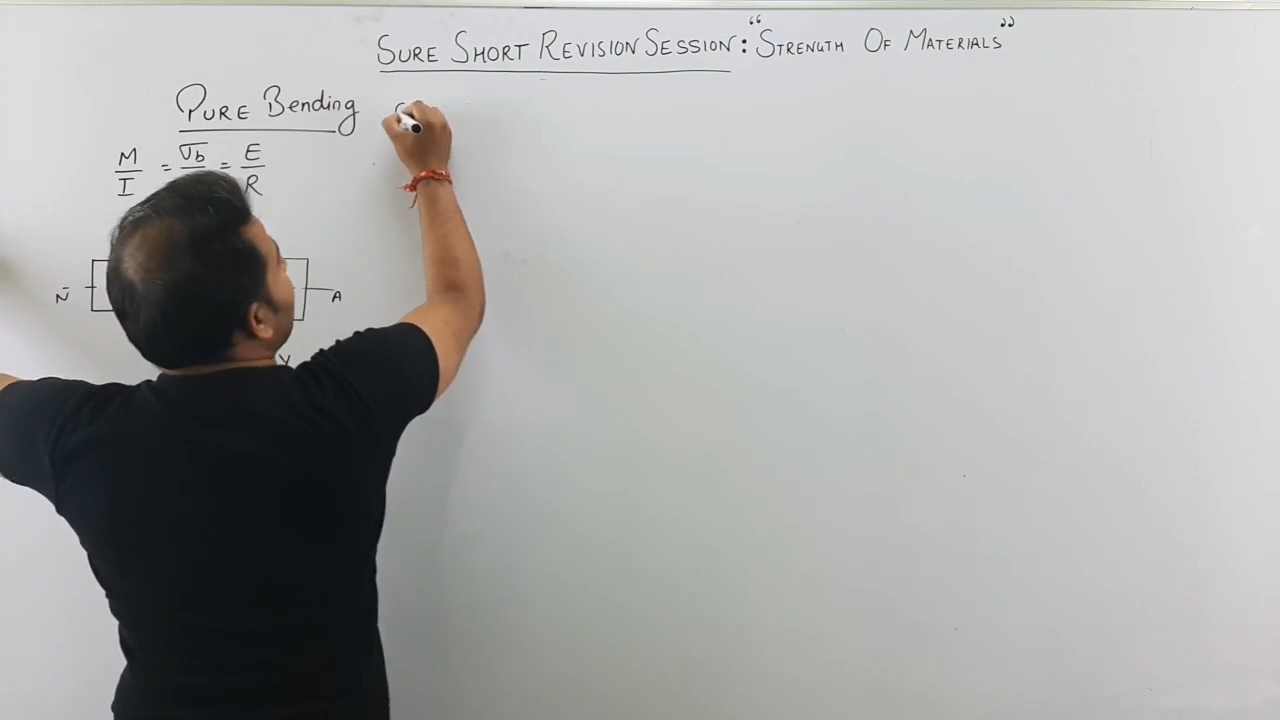 SURE SHORT REVISION SESSION: "STRENGTH OF MATERIALS"
PURE Bending
M/I = σb = E/R
N A
Y